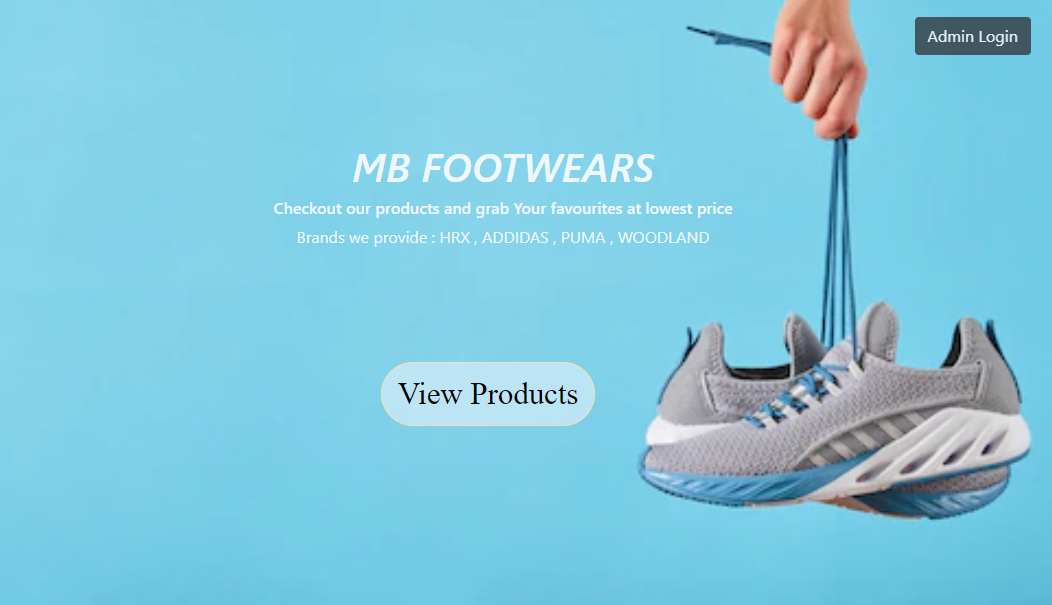 Admin Login
MB FOOTWEARS
Checkout our products and grab Your favourites at lowest price
Brands we provide : HRX , ADDIDAS , PUMA , WOODLAND
View Products